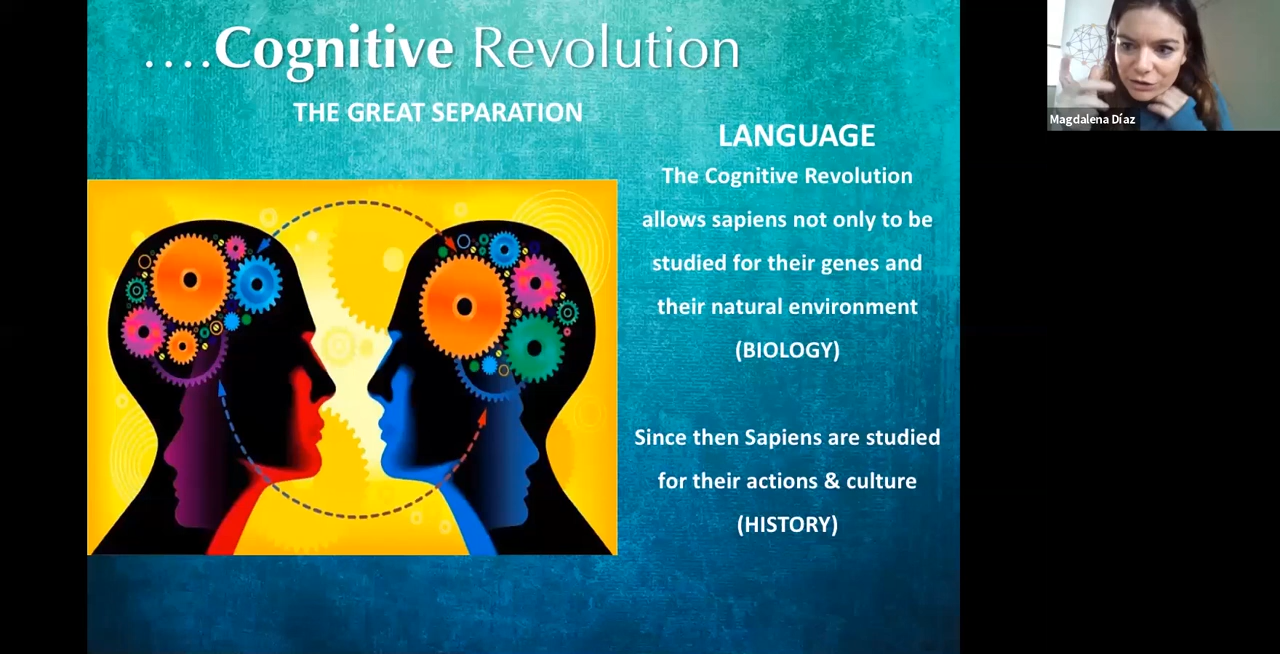 ....Cognitive Revolution
THE GREAT SEPARATION
LANGUAGE
The Cognitive Revolution
allows sapiens not only to be
studied for their genes and
their natural environment
(BIOLOGY)
Since then Sapiens are studied
for their actions & culture
(HISTORY)
Magdalena Díaz